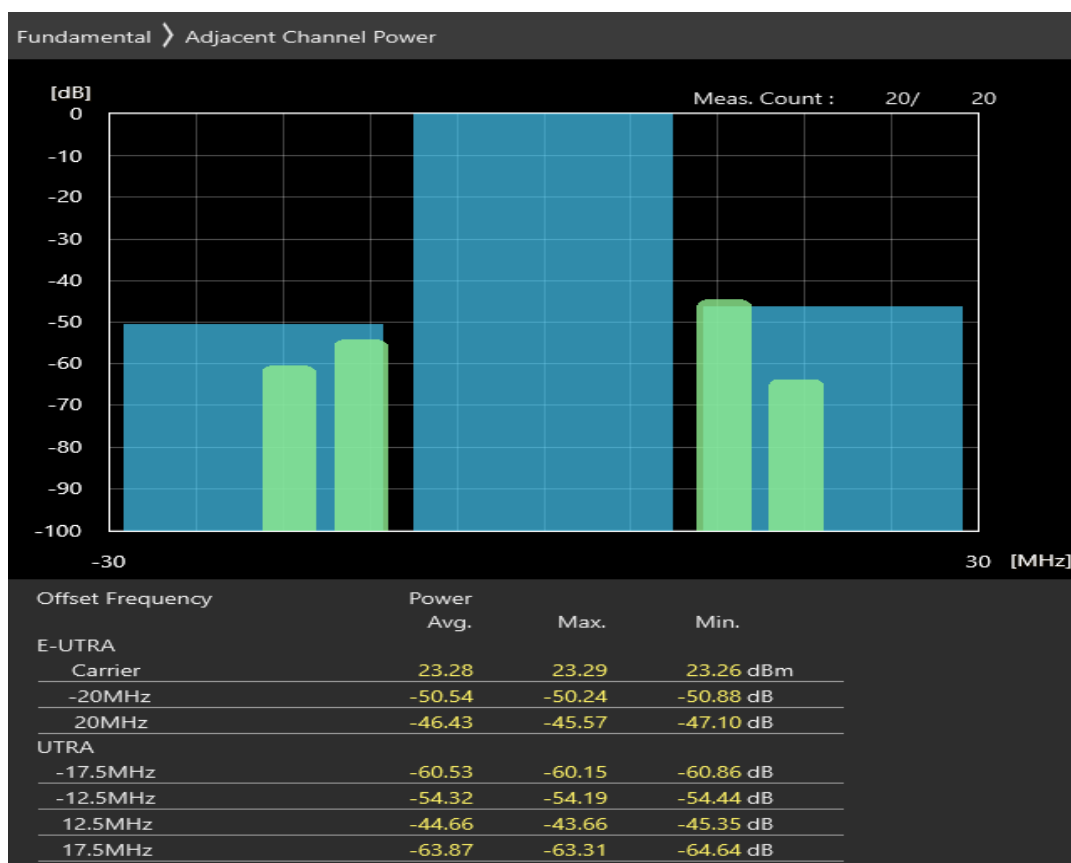 Fundamental ❯ Adjacent Channel Power
[dB]
Meas. Count : 20/ 20
0
-10
-20
-30
-40
-50
-60
-70
-80
-90
-100
-30 30 [MHz]
Offset Frequency Power
Avg. Max. Min.
E-UTRA
Carrier 23.28 23.29 23.26 dBm
-20MHz -50.54 -50.24 -50.88 dB
20MHz -46.43 -45.57 -47.10 dB
UTRA
-17.5MHz -60.53 -60.15 -60.86 dB
-12.5MHz -54.32 -54.19 -54.44 dB
12.5MHz -44.66 -43.66 -45.35 dB
17.5MHz -63.87 -63.31 -64.64 dB